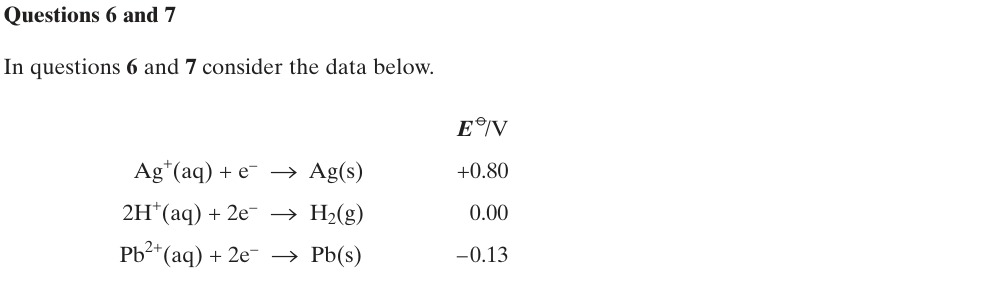 Questions 6 and 7
In questions 6 and 7 consider the data below.
E⦵/V
Ag⁺(aq) + e⁻ → Ag(s) +0.80
2H⁺(aq) + 2e⁻ → H₂(g) 0.00
Pb²⁺(aq) + 2e⁻ → Pb(s) −0.13